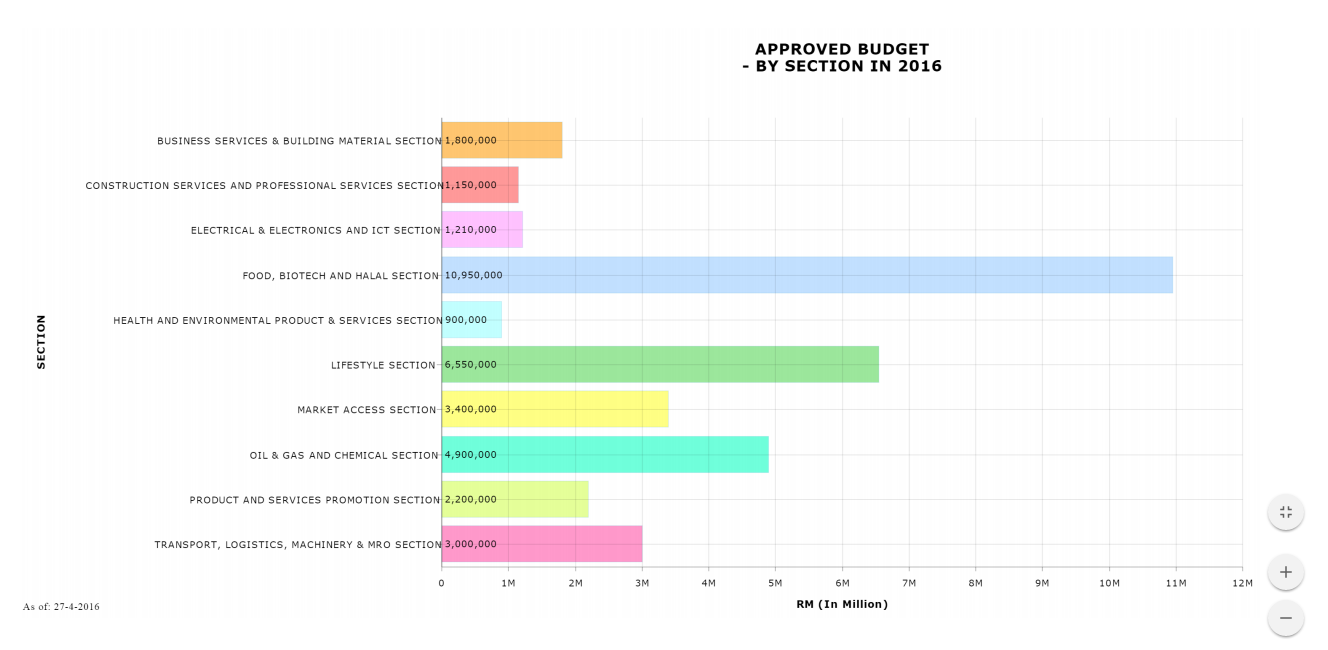 APPROVED BUDGET
- BY SECTION IN 2016
BUSINESS SERVICES & BUILDING MATERIAL SECTION 1,800,000
CONSTRUCTION SERVICES AND PROFESSIONAL SERVICES SECTION 1,150,000
ELECTRICAL & ELECTRONICS AND ICT SECTION 1,210,000
FOOD, BIOTECH AND HALAL SECTION 10,950,000
HEALTH AND ENVIRONMENTAL PRODUCT & SERVICES SECTION 900,000
LIFESTYLE SECTION 6,550,000
MARKET ACCESS SECTION 3,400,000
OIL & GAS AND CHEMICAL SECTION 4,900,000
PRODUCT AND SERVICES PROMOTION SECTION 2,200,000
TRANSPORT, LOGISTICS, MACHINERY & MRO SECTION 3,000,000
SECTION
0 1M 2M 3M 4M 5M 6M 7M 8M 9M 10M 11M 12M
RM (In Million)
As of: 27-4-2016